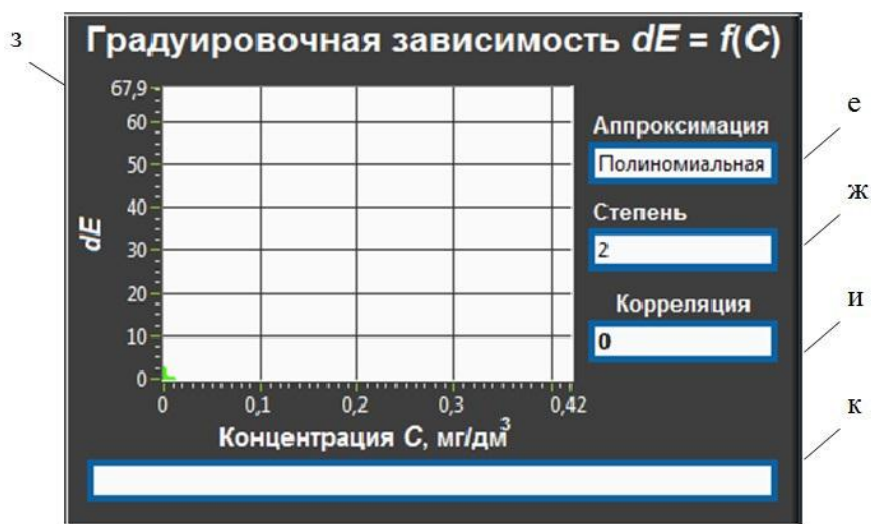 з
Градуировочная зависимость dE = f(C)
67,9
60
50
40
30
20
10
0
dE
0 0,1 0,2 0,3 0,42
Концентрация C, мг/дм³
Аппроксимация
Полиномиальная
е
Степень
2
ж
Корреляция
0
и
к